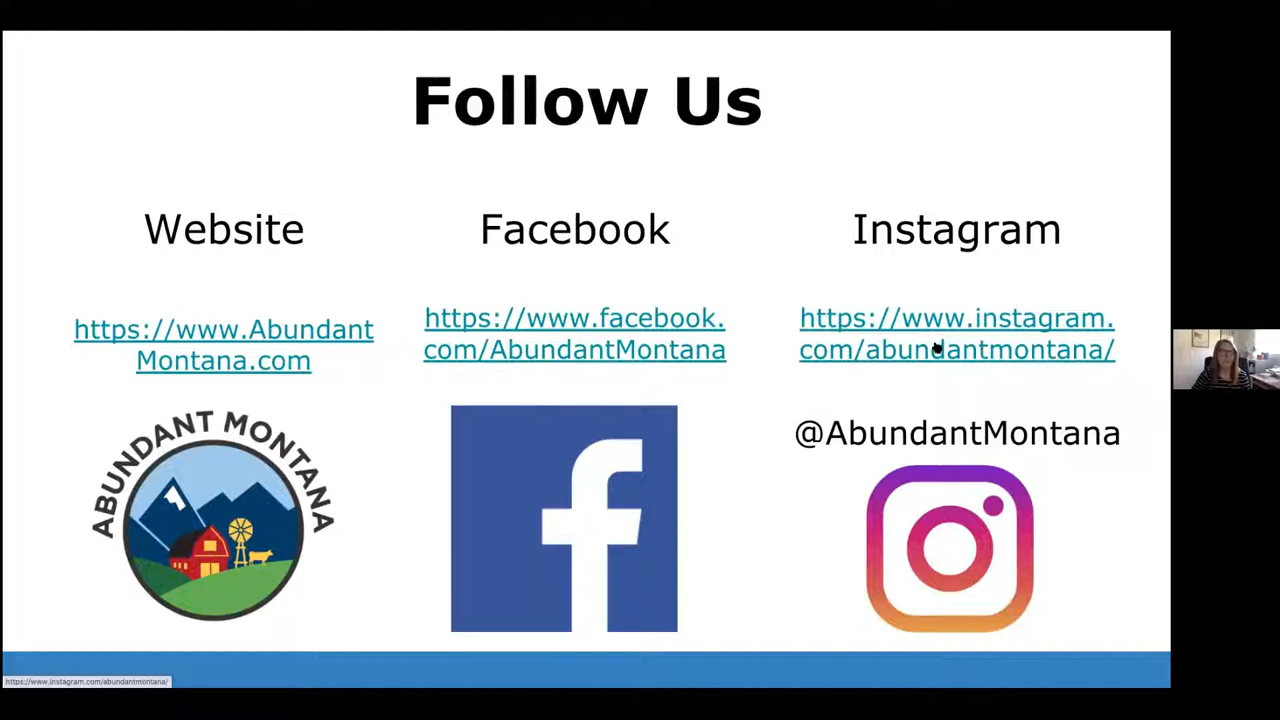 Follow Us
Website
Facebook
Instagram
https://www.Abundant
Montana.com
https://www.facebook.
com/AbundantMontana
https://www.instagram.
com/abundantmontana/
@AbundantMontana
ABUNDANT MONTANA
https://www.instagram.com/abundantmontana/